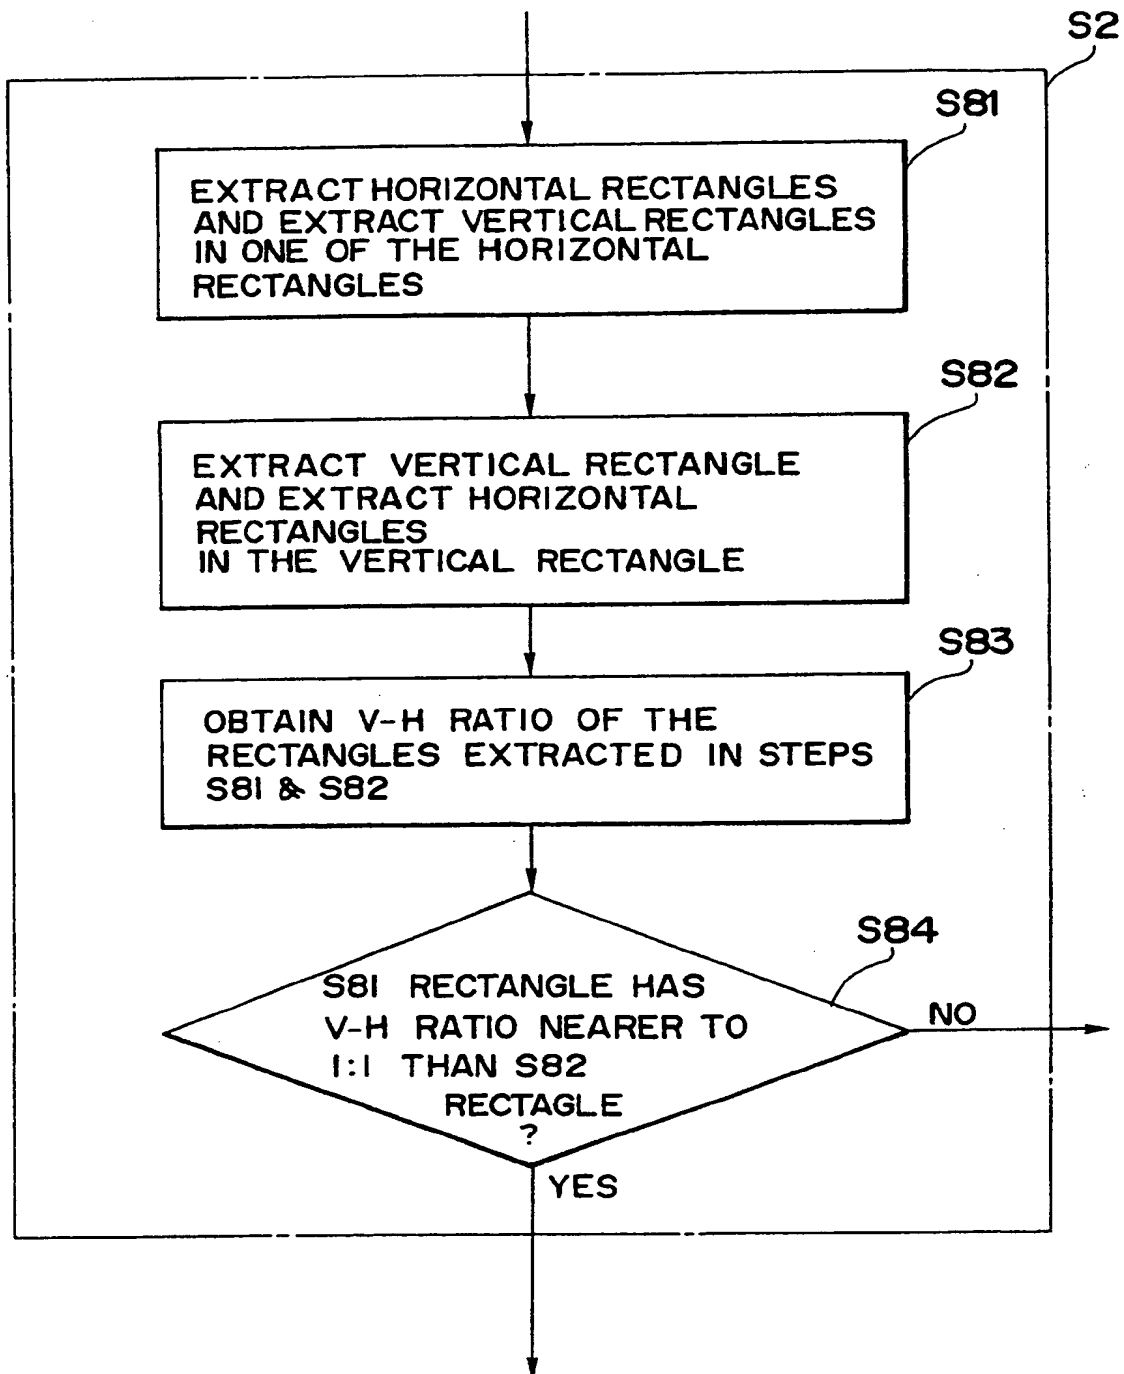 S2
S81
EXTRACT HORIZONTAL RECTANGLES
AND EXTRACT VERTICAL RECTANGLES
IN ONE OF THE HORIZONTAL
RECTANGLES
S82
EXTRACT VERTICAL RECTANGLE
AND EXTRACT HORIZONTAL
RECTANGLES
IN THE VERTICAL RECTANGLE
S83
OBTAIN V-H RATIO OF THE
RECTANGLES EXTRACTED IN STEPS
S81 & S82
S84
S81 RECTANGLE HAS
V-H RATIO NEARER TO
1:1 THAN S82
RECTAGLE
?
NO
YES